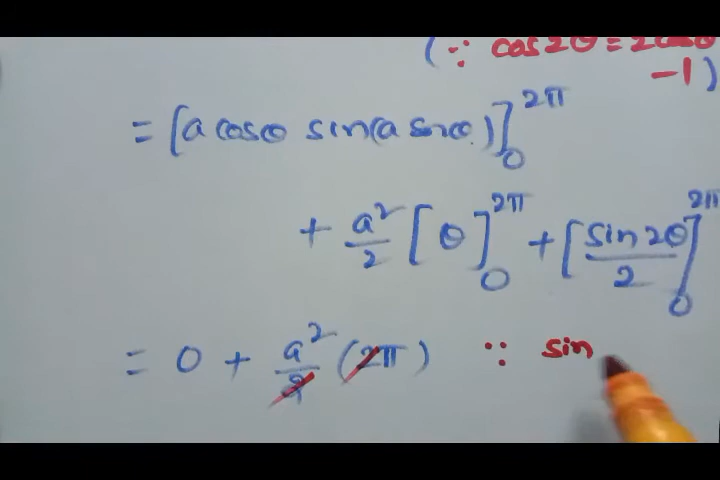 (∵ cos2θ = 2cosθ
-1)
= [a cosθ sin(a sinθ)]₀^2π
+ a²/2 [θ]₀^2π + [sin2θ/2]₀^2π
= 0 + a²/2 (2π) ∵ sin